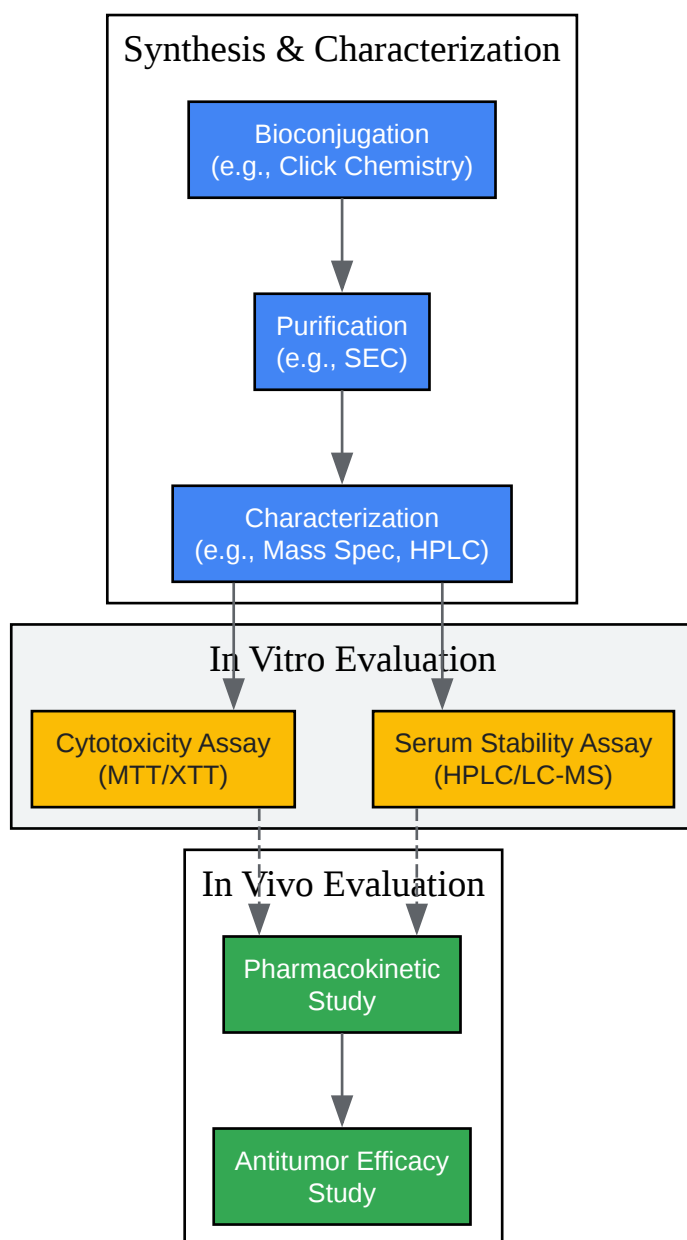 Synthesis & Characterization
Bioconjugation
(e.g., Click Chemistry)
Purification
(e.g., SEC)
Characterization
(e.g., Mass Spec, HPLC)
In Vitro Evaluation
Cytotoxicity Assay
(MTT/XTT)
Serum Stability Assay
(HPLC/LC-MS)
In Vivo Evaluation
Pharmacokinetic
Study
Antitumor Efficacy
Study